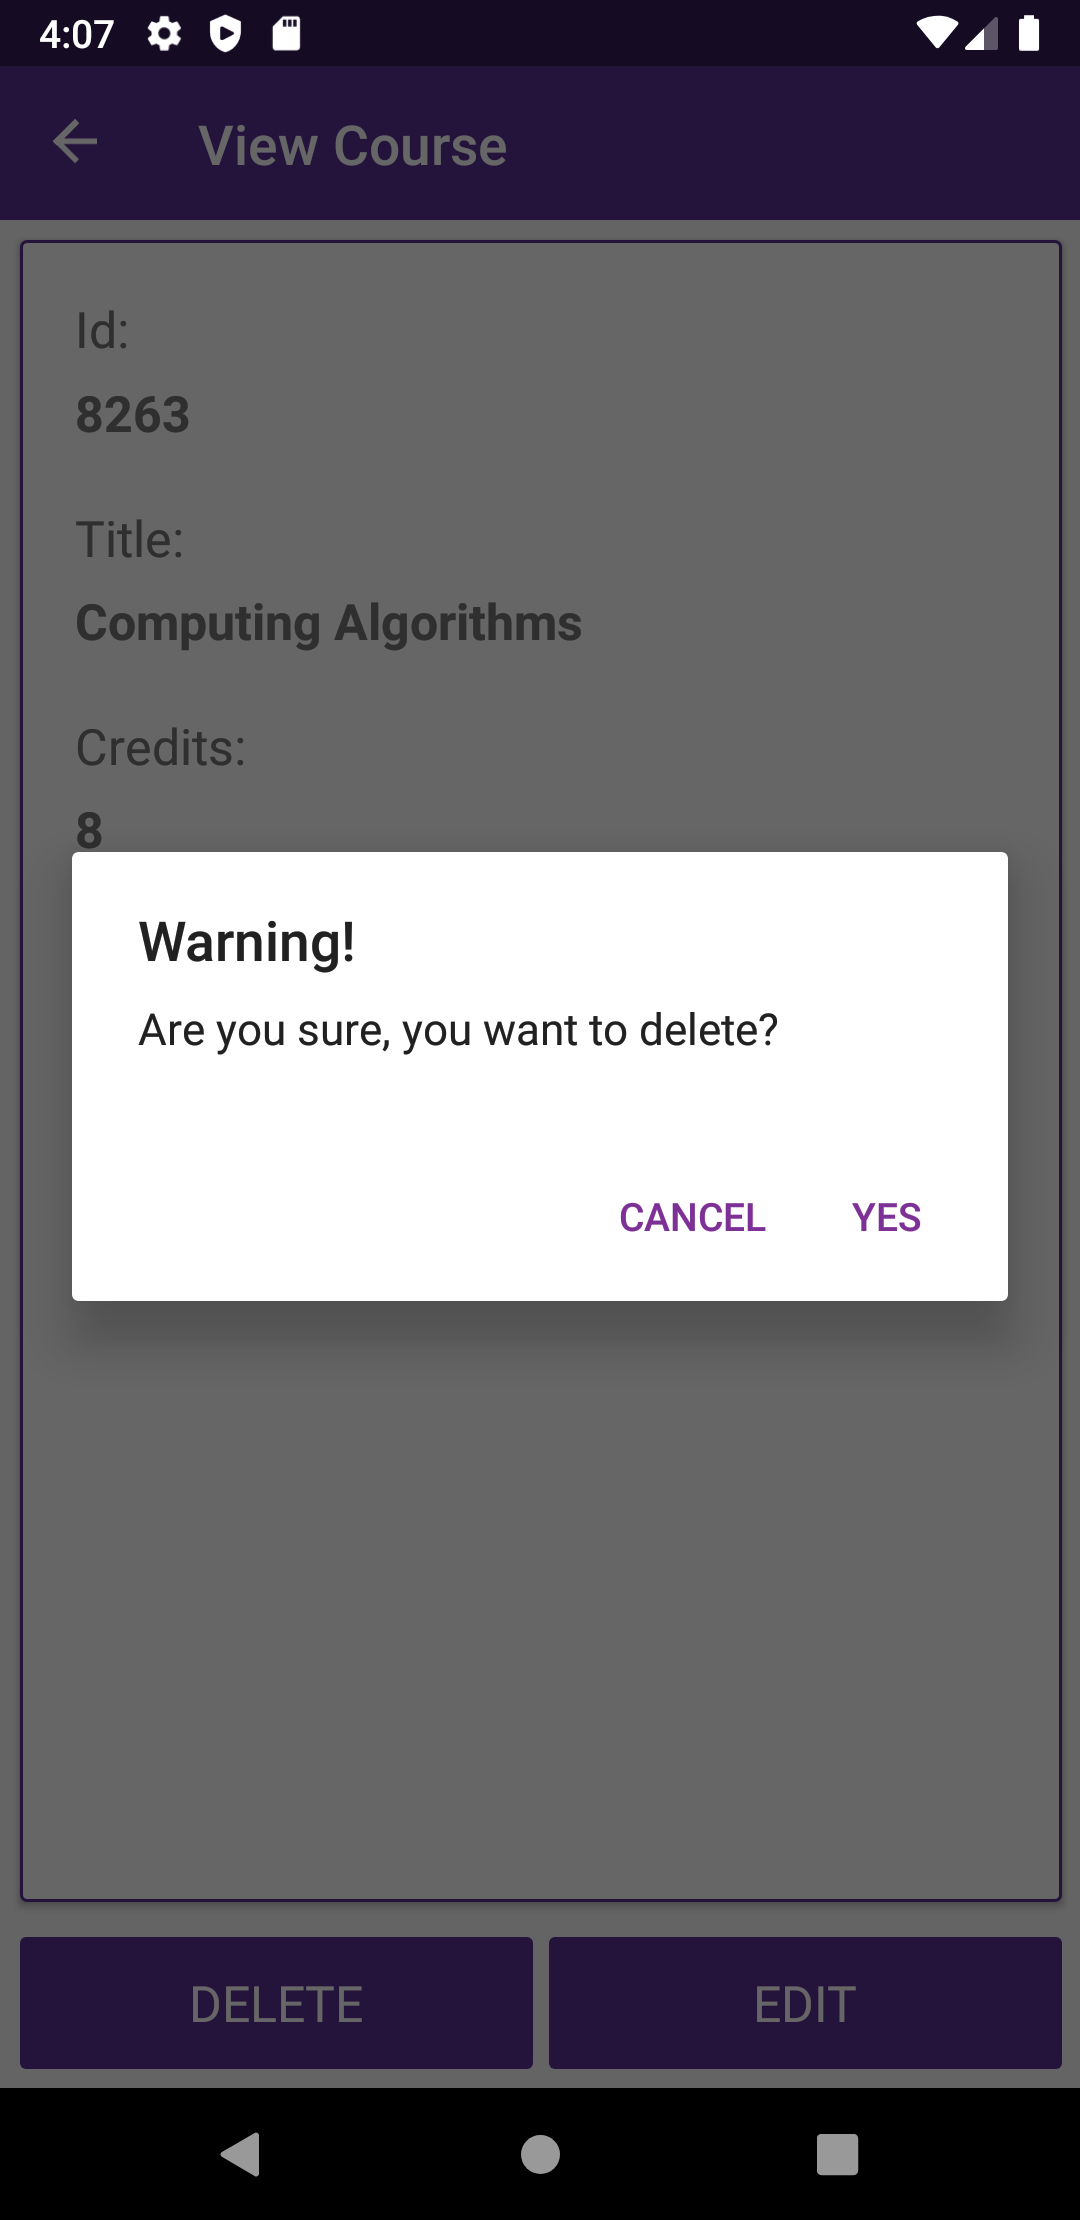 4:07
View Course
Id:
8263
Title:
Computing Algorithms
Credits:
8
Warning!
Are you sure, you want to delete?
CANCEL YES
DELETE EDIT